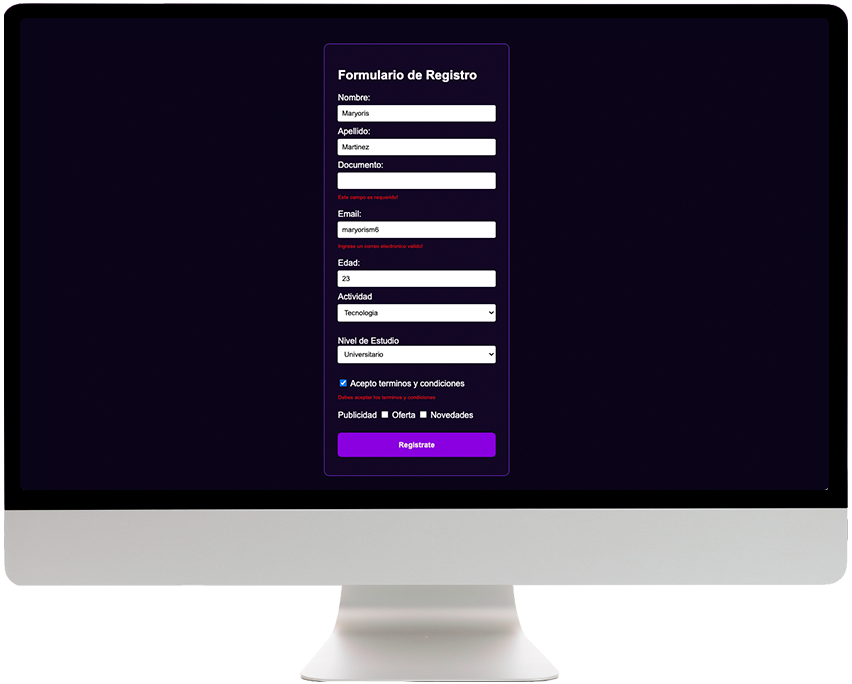 Formulario de Registro
Nombre:
Maryoris
Apellido:
Martinez
Documento:
Este campo es requerido!
Email:
maryorism6
Ingrese un correo electronico valido!
Edad:
23
Actividad
Tecnologia
Nivel de Estudio
Universitario
Acepto terminos y condiciones
Debes aceptar los terminos y condiciones
Publicidad Oferta Novedades
Registrate